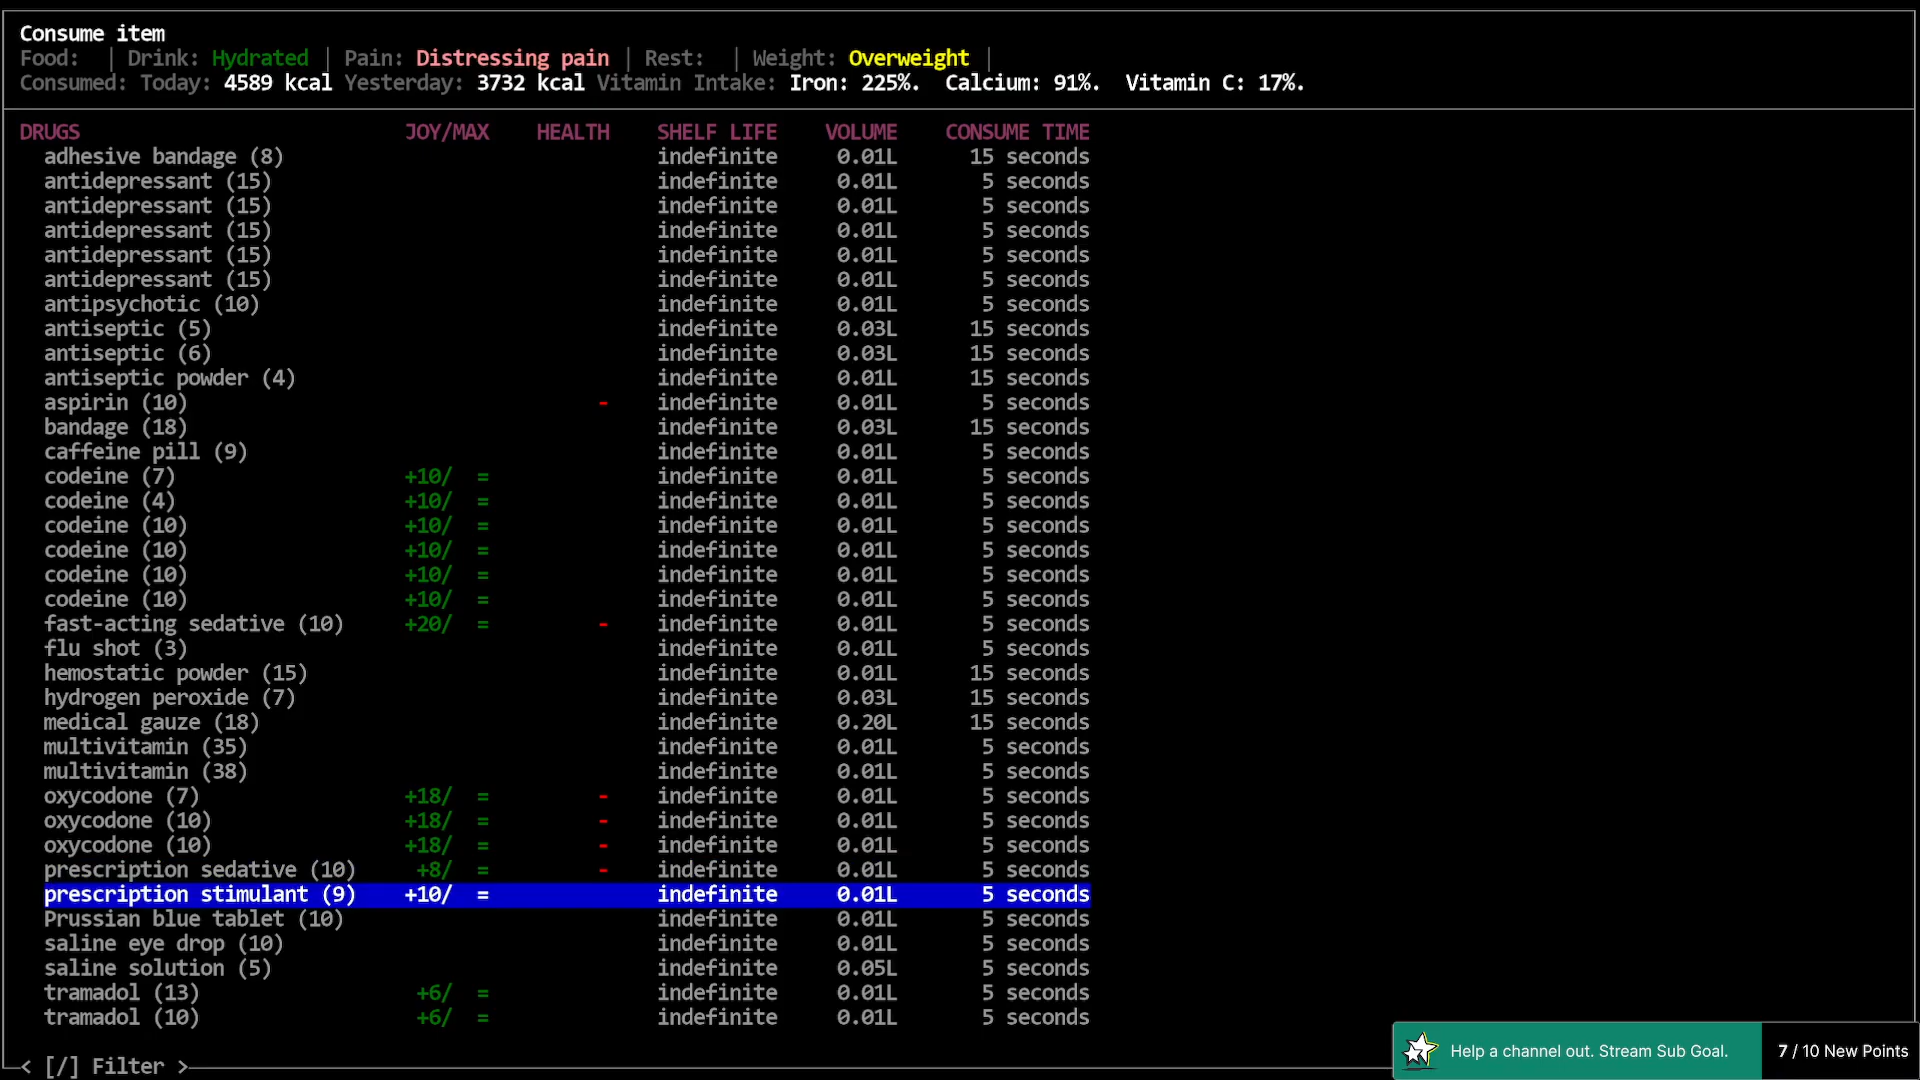 Consume item
Food: | Drink: Hydrated | Pain: Distressing pain | Rest: | Weight: Overweight |
Consumed: Today: 4589 kcal Yesterday: 3732 kcal Vitamin Intake: Iron: 225%. Calcium: 91%. Vitamin C: 17%.
DRUGS JOY/MAX HEALTH SHELF LIFE VOLUME CONSUME TIME
adhesive bandage (8) indefinite 0.01L 15 seconds
antidepressant (15) indefinite 0.01L 5 seconds
antidepressant (15) indefinite 0.01L 5 seconds
antidepressant (15) indefinite 0.01L 5 seconds
antidepressant (15) indefinite 0.01L 5 seconds
antidepressant (15) indefinite 0.01L 5 seconds
antipsychotic (10) indefinite 0.01L 5 seconds
antiseptic (5) indefinite 0.03L 15 seconds
antiseptic (6) indefinite 0.03L 15 seconds
antiseptic powder (4) indefinite 0.01L 15 seconds
aspirin (10) - indefinite 0.01L 5 seconds
bandage (18) indefinite 0.03L 15 seconds
caffeine pill (9) indefinite 0.01L 5 seconds
codeine (7) +10/ = indefinite 0.01L 5 seconds
codeine (4) +10/ = indefinite 0.01L 5 seconds
codeine (10) +10/ = indefinite 0.01L 5 seconds
codeine (10) +10/ = indefinite 0.01L 5 seconds
codeine (10) +10/ = indefinite 0.01L 5 seconds
codeine (10) +10/ = indefinite 0.01L 5 seconds
fast-acting sedative (10) +20/ = - indefinite 0.01L 5 seconds
flu shot (3) indefinite 0.01L 5 seconds
hemostatic powder (15) indefinite 0.01L 15 seconds
hydrogen peroxide (7) indefinite 0.03L 15 seconds
medical gauze (18) indefinite 0.20L 15 seconds
multivitamin (35) indefinite 0.01L 5 seconds
multivitamin (38) indefinite 0.01L 5 seconds
oxycodone (7) +18/ = - indefinite 0.01L 5 seconds
oxycodone (10) +18/ = - indefinite 0.01L 5 seconds
oxycodone (10) +18/ = - indefinite 0.01L 5 seconds
prescription sedative (10) +8/ = - indefinite 0.01L 5 seconds
prescription stimulant (9) +10/ = indefinite 0.01L 5 seconds
Prussian blue tablet (10) indefinite 0.01L 5 seconds
saline eye drop (10) indefinite 0.01L 5 seconds
saline solution (5) indefinite 0.05L 5 seconds
tramadol (13) +6/ = indefinite 0.01L 5 seconds
tramadol (10) +6/ = indefinite 0.01L 5 seconds
< [/] Filter >
Help a channel out. Stream Sub Goal. 7 / 10 New Points